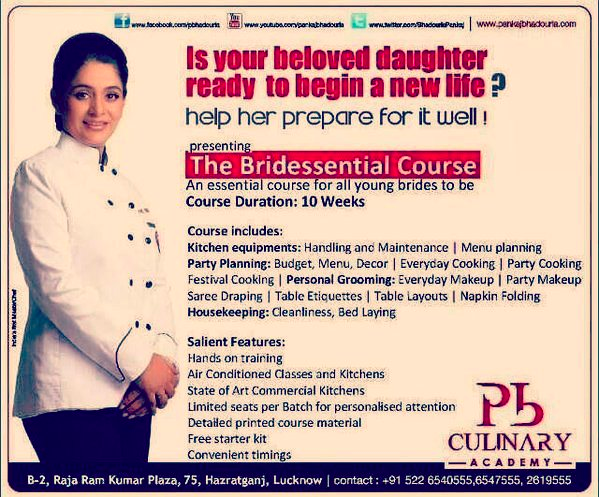 www.facebook.com/pbhadouria | You Tube www.youtube.com/pankajbhadouria | www.twitter.com/BhadouriaPankaj | www.pankajbhadouria.com
Is your beloved daughter
ready to begin a new life ?
help her prepare for it well !
presenting
The Bridessential Course
An essential course for all young brides to be
Course Duration: 10 Weeks
Course includes:
Kitchen equipments: Handling and Maintenance | Menu planning
Party Planning: Budget, Menu, Decor | Everyday Cooking | Party Cooking
Festival Cooking | Personal Grooming: Everyday Makeup | Party Makeup
Saree Draping | Table Etiquettes | Table Layouts | Napkin Folding
Housekeeping: Cleanliness, Bed Laying
Salient Features:
Hands on training
Air Conditioned Classes and Kitchens
State of Art Commercial Kitchens
Limited seats per Batch for personalised attention
Detailed printed course material
Free starter kit
Convenient timings
India's first MasterChef
Pb
CULINARY
ACADEMY
B-2, Raja Ram Kumar Plaza, 75, Hazratganj, Lucknow | contact : +91 522 6540555,6547555, 2619555